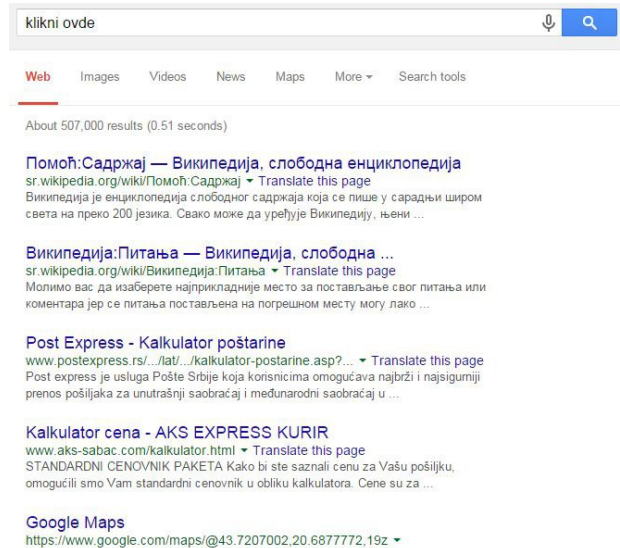 klikni ovde
Web Images Videos News Maps More Search tools
About 507,000 results (0.51 seconds)
Помоћ:Садржај — Википедија, слободна енциклопедија
sr.wikipedia.org/wiki/Помоћ:Садржај Translate this page
Википедија је енциклопедија слободног садржаја која се пише у сарадњи широм
света на преко 200 језика. Свако може да уређује Википедију, њени ...
Википедија:Питања — Википедија, слободна ...
sr.wikipedia.org/wiki/Википедија:Питања Translate this page
Молимо вас да изаберете најприкладније место за постављање свог питања или
коментара јер се питања постављена на погрешном месту могу лако ...
Post Express - Kalkulator poštarine
www.postexpress.rs/.../lat/.../kalkulator-postarine.asp?... Translate this page
Post express je usluga Pošte Srbije koja korisnicima omogućava najbrži i najsigurniji
prenos pošiljaka za unutrašnji saobraćaj i međunarodni saobraćaj u ...
Kalkulator cena - AKS EXPRESS KURIR
www.aks-sabac.com/kalkulator.html Translate this page
STANDARDNI CENOVNIK PAKETA Kako bi ste saznali cenu za Vašu pošiljku,
omogućili smo Vam standardni cenovnik u obliku kalkulatora. Cene su za ...
Google Maps
https://www.google.com/maps/@43.7207002,20.6877772,19z